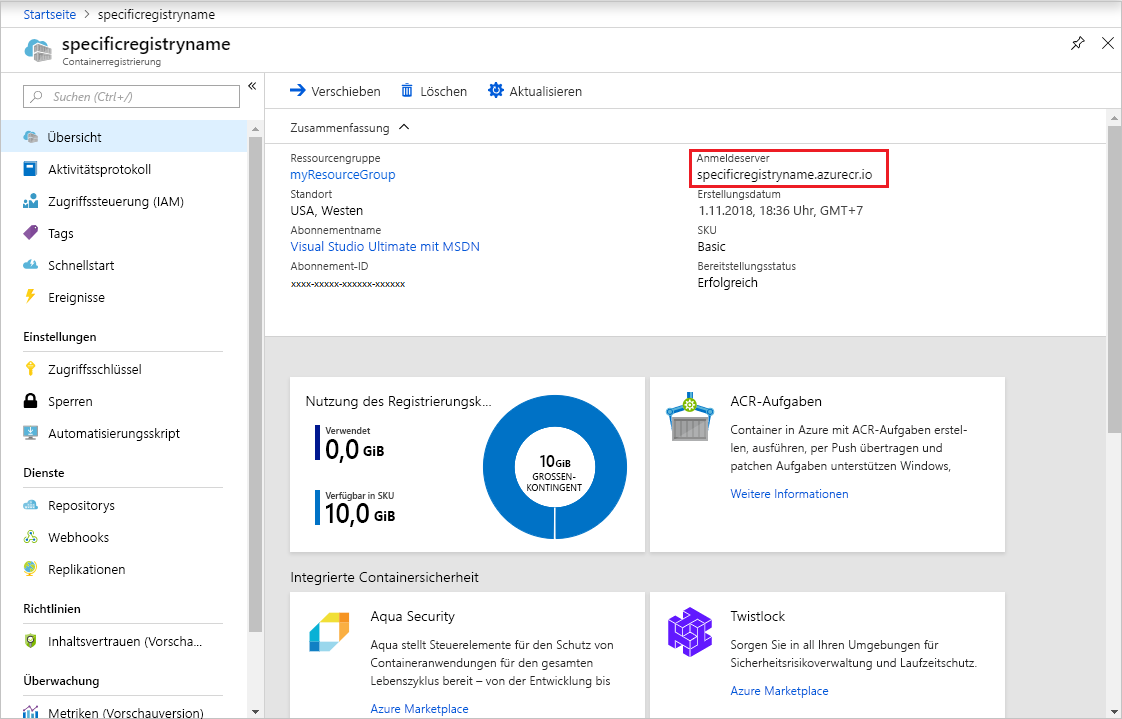 Startseite > specificregistryname
specificregistryname
Containerregistrierung
Suchen (Ctrl+/)
«
Übersicht
Aktivitätsprotokoll
Zugriffssteuerung (IAM)
Tags
Schnellstart
Ereignisse
Einstellungen
Zugriffsschlüssel
Sperren
Automatisierungsskript
Dienste
Repositorys
Webhooks
Replikationen
Richtlinien
Inhaltsvertrauen (Vorscha...
Überwachung
Metriken (Vorschauversion)
Verschieben
Löschen
Aktualisieren
Zusammenfassung
Ressourcengruppe
myResourceGroup
Standort
USA, Westen
Abonnementname
Visual Studio Ultimate mit MSDN
Abonnement-ID
xxxx-xxxxx-xxxxxx-xxxxxx
Anmeldeserver
specificregistryname.azurecr.io
Erstellungsdatum
1.11.2018, 18:36 Uhr, GMT+7
SKU
Basic
Bereitstellungsstatus
Erfolgreich
Nutzung des Registrierungsk...
Verwendet
0,0 GiB
Verfügbar in SKU
10,0 GiB
10GiB
GROSSEN-
KONTINGENT
ACR-Aufgaben
Container in Azure mit ACR-Aufgaben erstel-
len, ausführen, per Push übertragen und
patchen Aufgaben unterstützen Windows,
Weitere Informationen
Integrierte Containersicherheit
Aqua Security
Aqua stellt Steuerelemente für den Schutz von
Containeranwendungen für den gesamten
Lebenszyklus bereit – von der Entwicklung bis
Azure Marketplace
Twistlock
Sorgen Sie in all Ihren Umgebungen für
Sicherheitsrisikoverwaltung und Laufzeitschutz.
Azure Marketplace